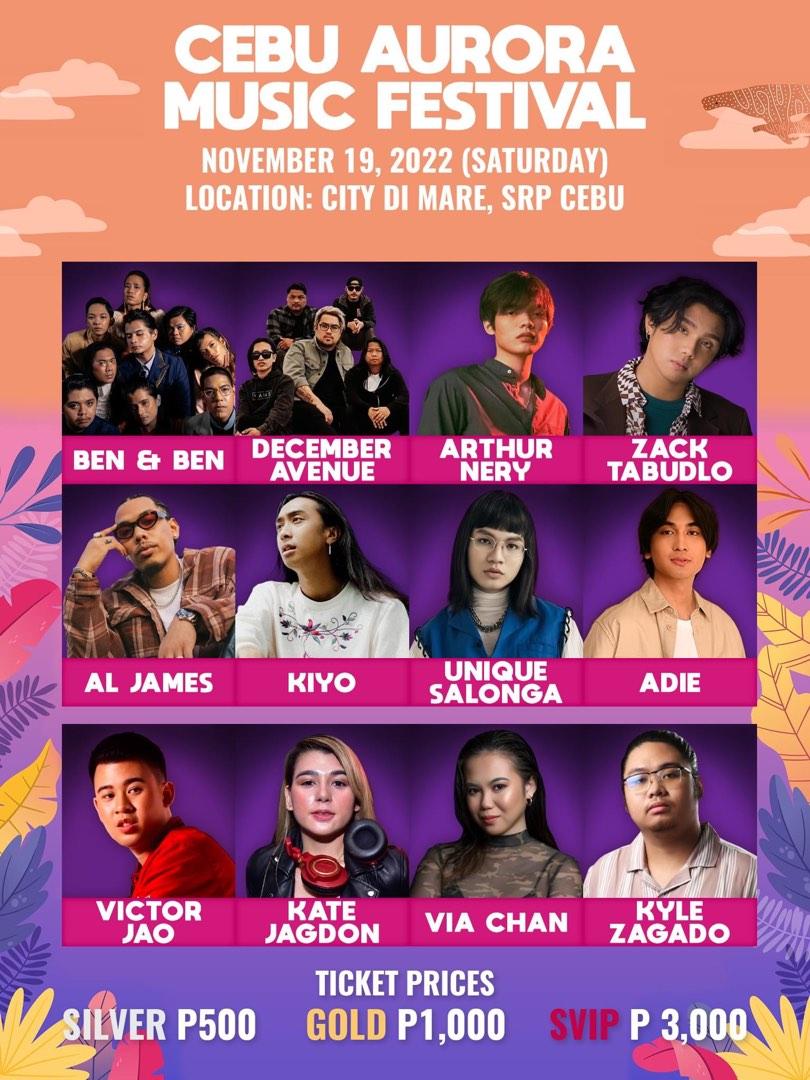 CEBU AURORA
MUSIC FESTIVAL
NOVEMBER 19, 2022 (SATURDAY)
LOCATION: CITY DI MARE, SRP CEBU
BEN & BEN
DECEMBER
AVENUE
ARTHUR
NERY
ZACK
TABUDLO
AL JAMES
KIYO
UNIQUE
SALONGA
ADIE
VICTOR
JAO
KATE
JAGDON
VIA CHAN
KYLE
ZAGADO
TICKET PRICES
SILVER P500 GOLD P1,000 SVIP P 3,000